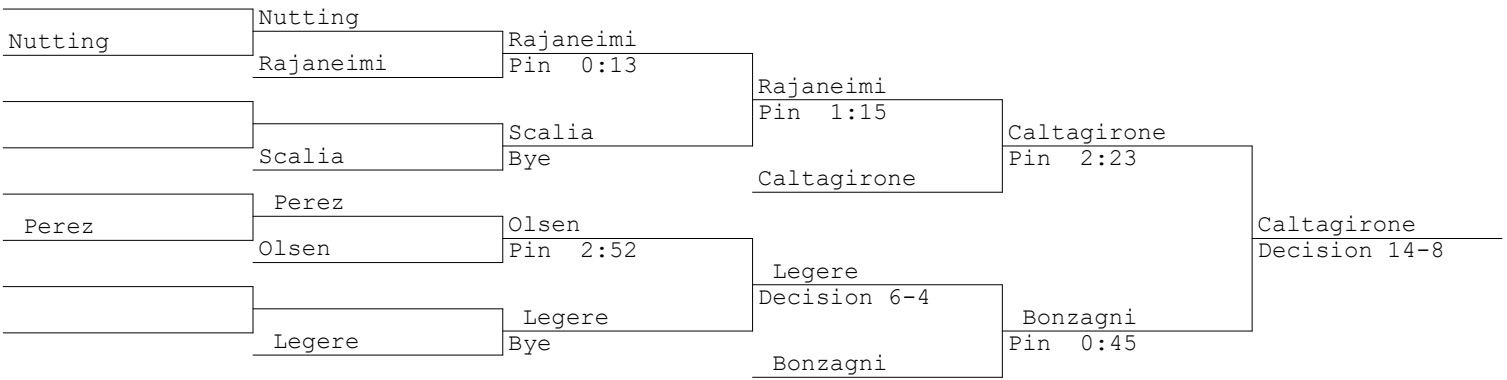 Nutting
Nutting
Rajaneimi
Rajaneimi
Pin 0:13
Rajaneimi
Pin 1:15
Scalia
Scalia
Bye
Caltagirone
Caltagirone
Pin 2:23
Perez
Perez
Olsen
Olsen
Pin 2:52
Caltagirone
Decision 14-8
Legere
Decision 6-4
Legere
Legere
Bye
Bonzagni
Bonzagni
Pin 0:45